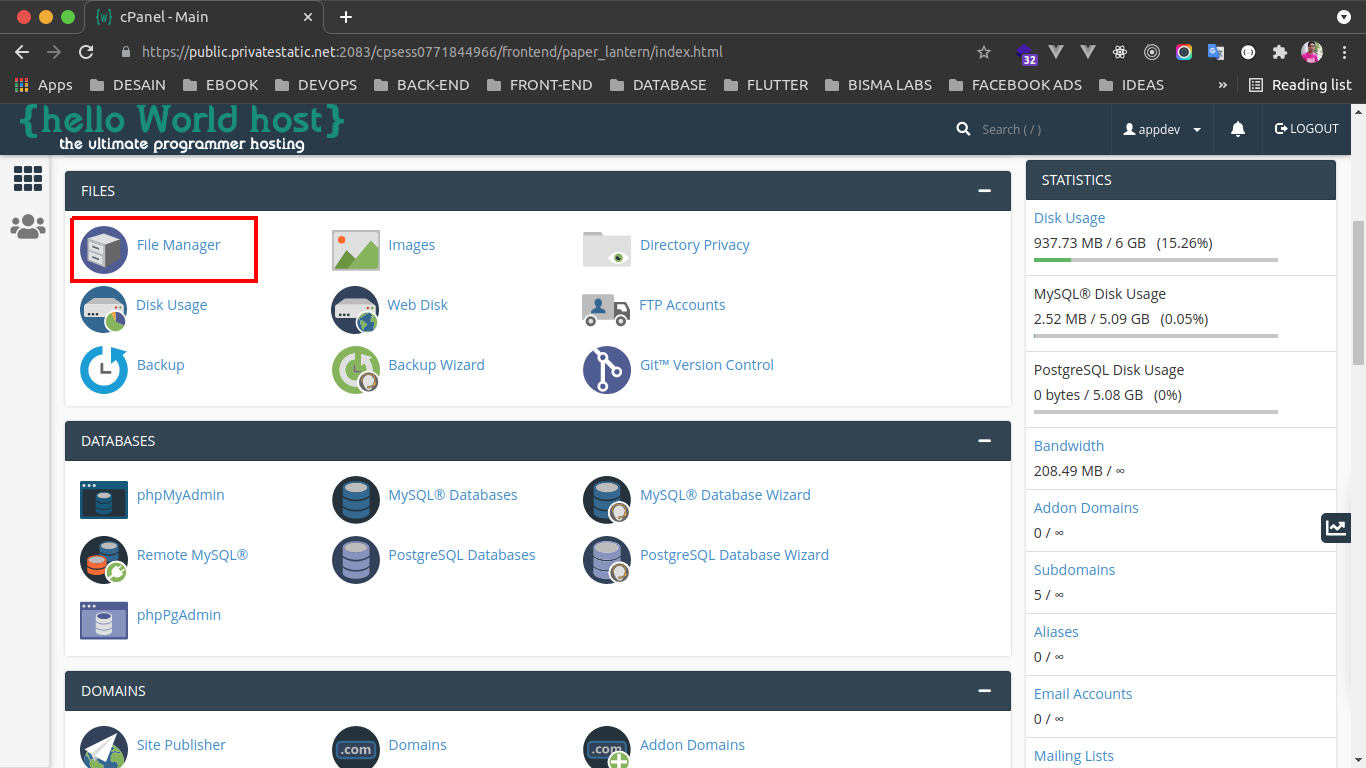 {w} cPanel - Main
https://public.privatestatic.net:2083/cpsess0771844966/frontend/paper_lantern/index.html
32
Apps DESAIN EBOOK DEVOPS BACK-END FRONT-END DATABASE FLUTTER BISMA LABS FACEBOOK ADS IDEAS » Reading list
{hello World host}
the ultimate programmer hosting
Search ( / )
appdev
LOGOUT
FILES
File Manager
Images
Directory Privacy
Disk Usage
Web Disk
FTP Accounts
Backup
Backup Wizard
Git™ Version Control
DATABASES
phpMyAdmin
MySQL® Databases
MySQL® Database Wizard
Remote MySQL®
PostgreSQL Databases
PostgreSQL Database Wizard
phpPgAdmin
DOMAINS
Site Publisher
.com
Domains
.com
Addon Domains
STATISTICS
Disk Usage
937.73 MB / 6 GB (15.26%)
MySQL® Disk Usage
2.52 MB / 5.09 GB (0.05%)
PostgreSQL Disk Usage
0 bytes / 5.08 GB (0%)
Bandwidth
208.49 MB / ∞
Addon Domains
0 / ∞
Subdomains
5 / ∞
Aliases
0 / ∞
Email Accounts
0 / ∞
Mailing Lists